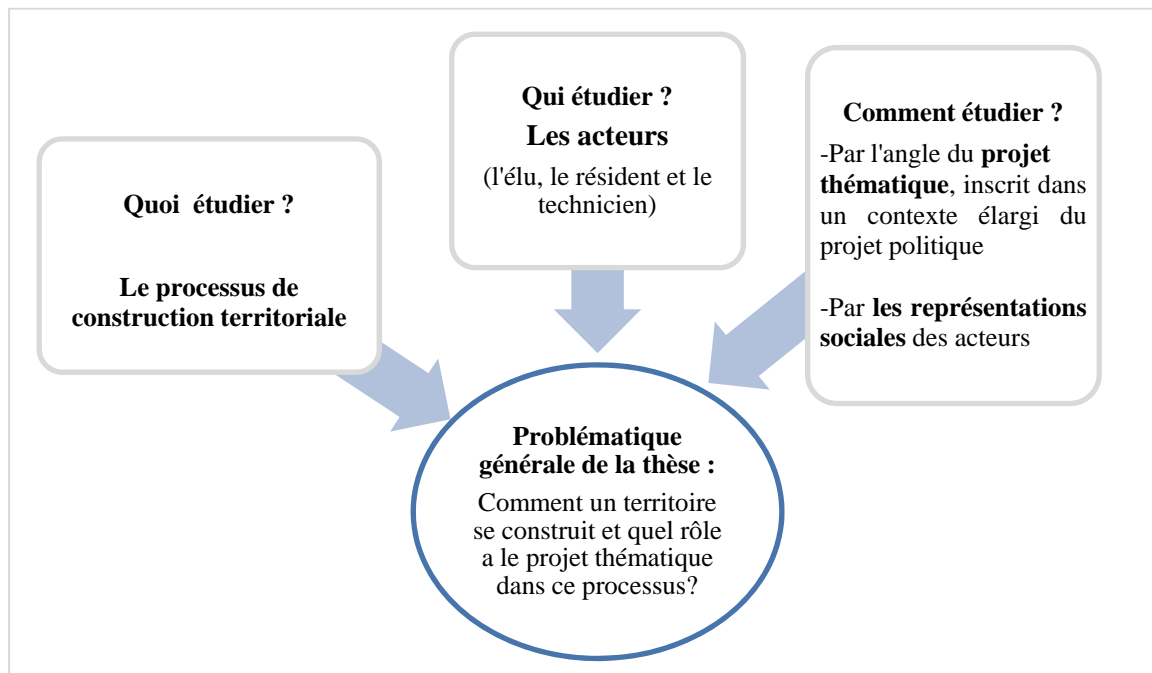 Quoi étudier ?
Le processus de
construction territoriale
Qui étudier ?
Les acteurs
(l'élu, le résident et le
technicien)
Comment étudier ?
-Par l'angle du projet
thématique, inscrit dans
un contexte élargi du
projet politique
-Par les représentations
sociales des acteurs
Problématique
générale de la thèse :
Comment un territoire
se construit et quel rôle
a le projet thématique
dans ce processus?